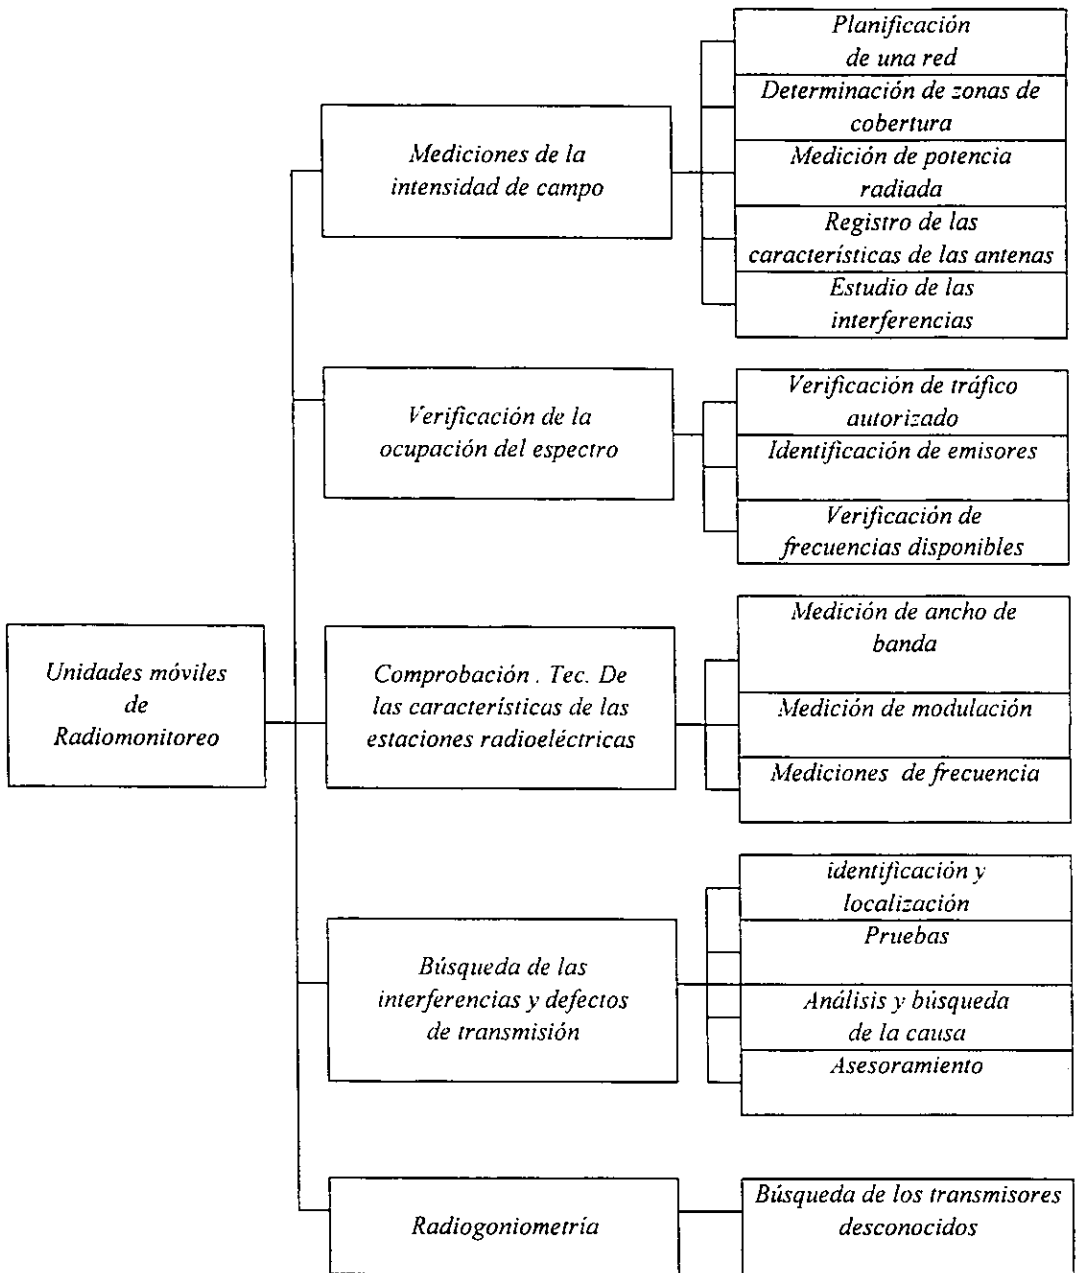 Planificación
de una red
Determinación de zonas de
cobertura
Medición de potencia
radiada
Registro de las
características de las antenas
Estudio de las
interferencias
Mediciones de la
intensidad de campo
Verificación de tráfico
autorizado
Identificación de emisores
Verificación de
frecuencias disponibles
Verificación de la
ocupación del espectro
Medición de ancho de
banda
Medición de modulación
Mediciones de frecuencia
Comprobación . Tec. De
las características de las
estaciones radioeléctricas
Unidades móviles
de
Radiomonitoreo
identificación y
localización
Pruebas
Análisis y búsqueda
de la causa
Asesoramiento
Búsqueda de las
interferencias y defectos
de transmisión
Búsqueda de los transmisores
desconocidos
Radiogoniometría